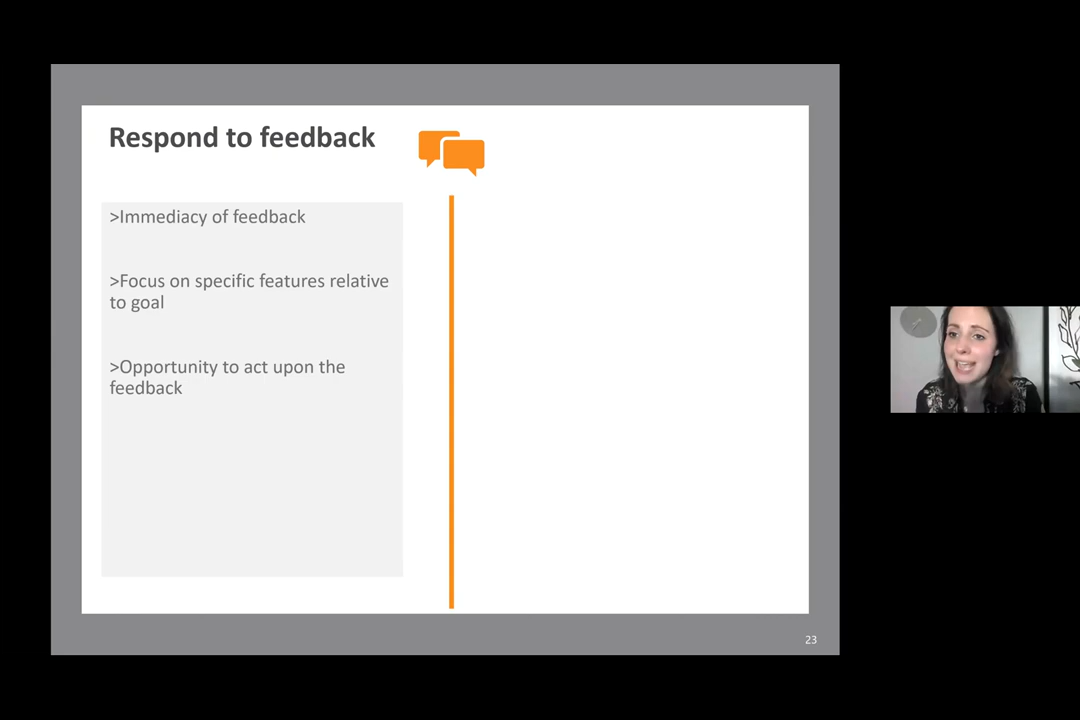 Respond to feedback
>Immediacy of feedback
>Focus on specific features relative
to goal
>Opportunity to act upon the
feedback
23